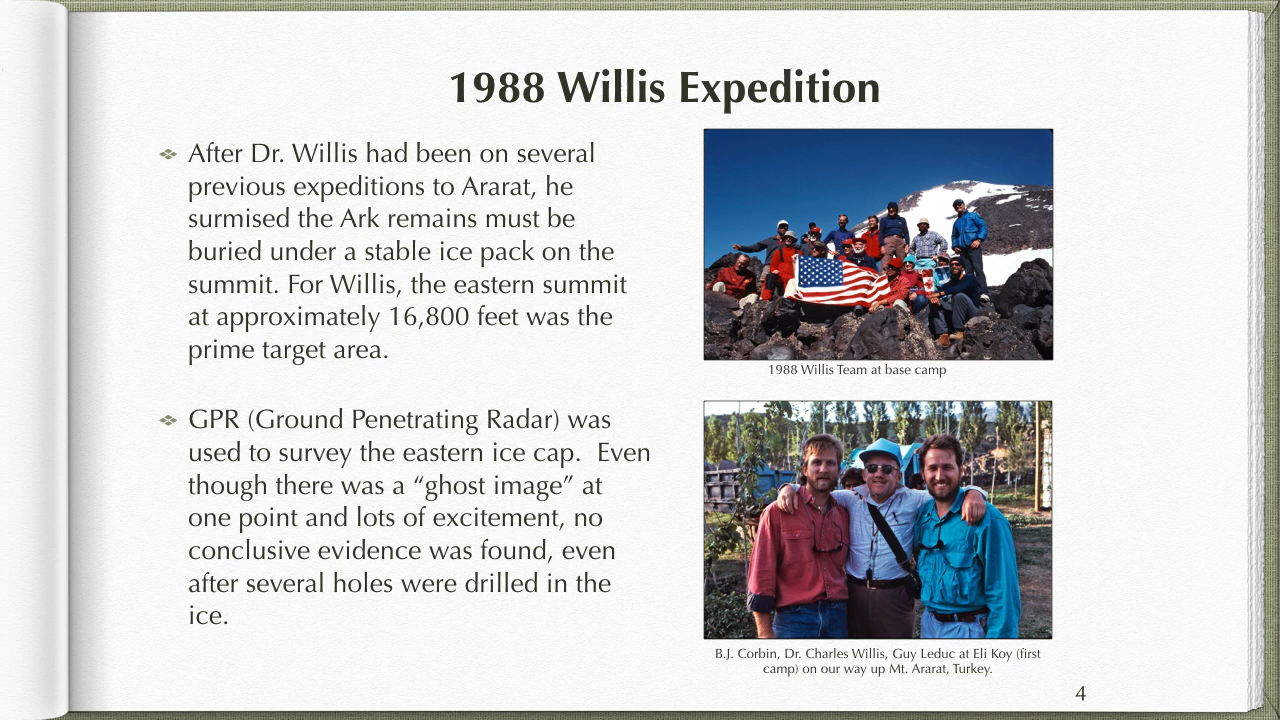 1988 Willis Expedition
After Dr. Willis had been on several
previous expeditions to Ararat, he
surmised the Ark remains must be
buried under a stable ice pack on the
summit. For Willis, the eastern summit
at approximately 16,800 feet was the
prime target area.
GPR (Ground Penetrating Radar) was
used to survey the eastern ice cap.  Even
though there was a “ghost image” at
one point and lots of excitement, no
conclusive evidence was found, even
after several holes were drilled in the
ice.
1988 Willis Team at base camp
B.J. Corbin, Dr. Charles Willis, Guy Leduc at Eli Koy (first
camp) on our way up Mt. Ararat, Turkey.
4